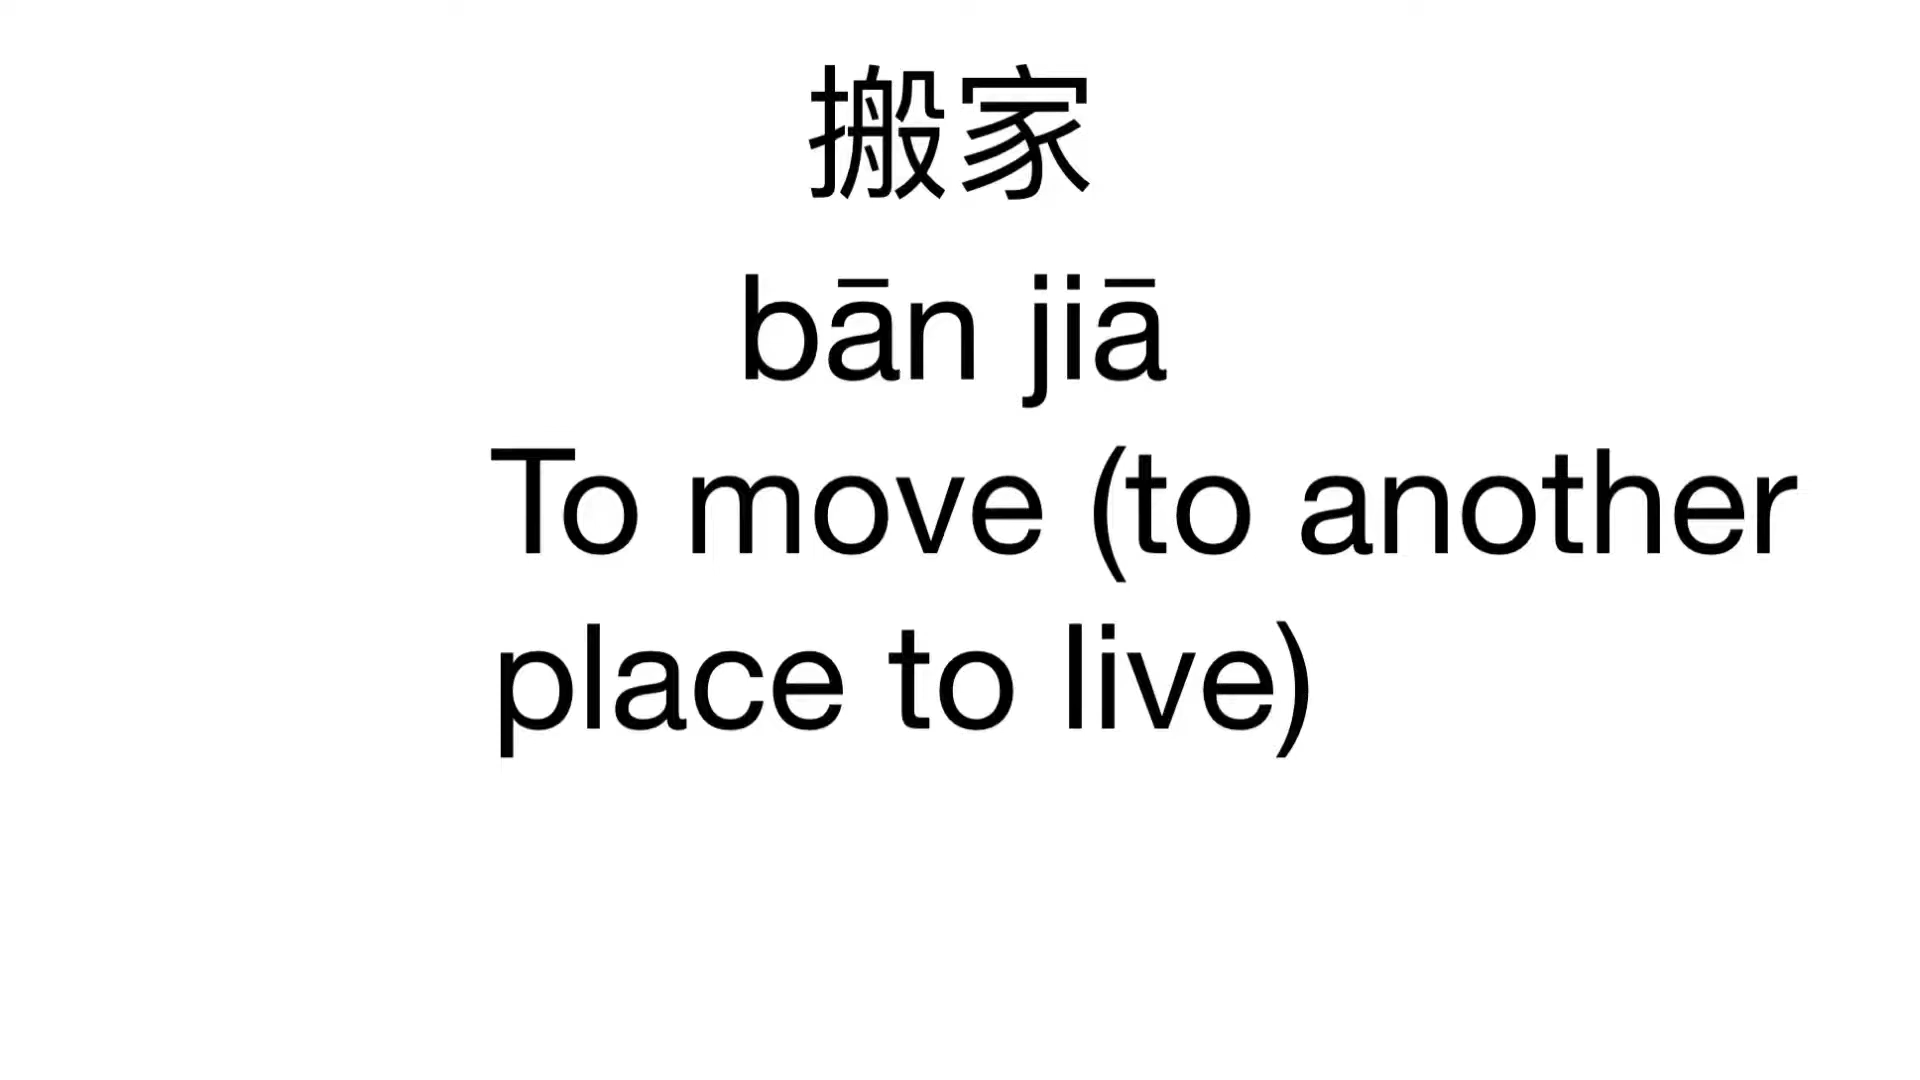 搬家
bān jiā
To move (to another
place to live)